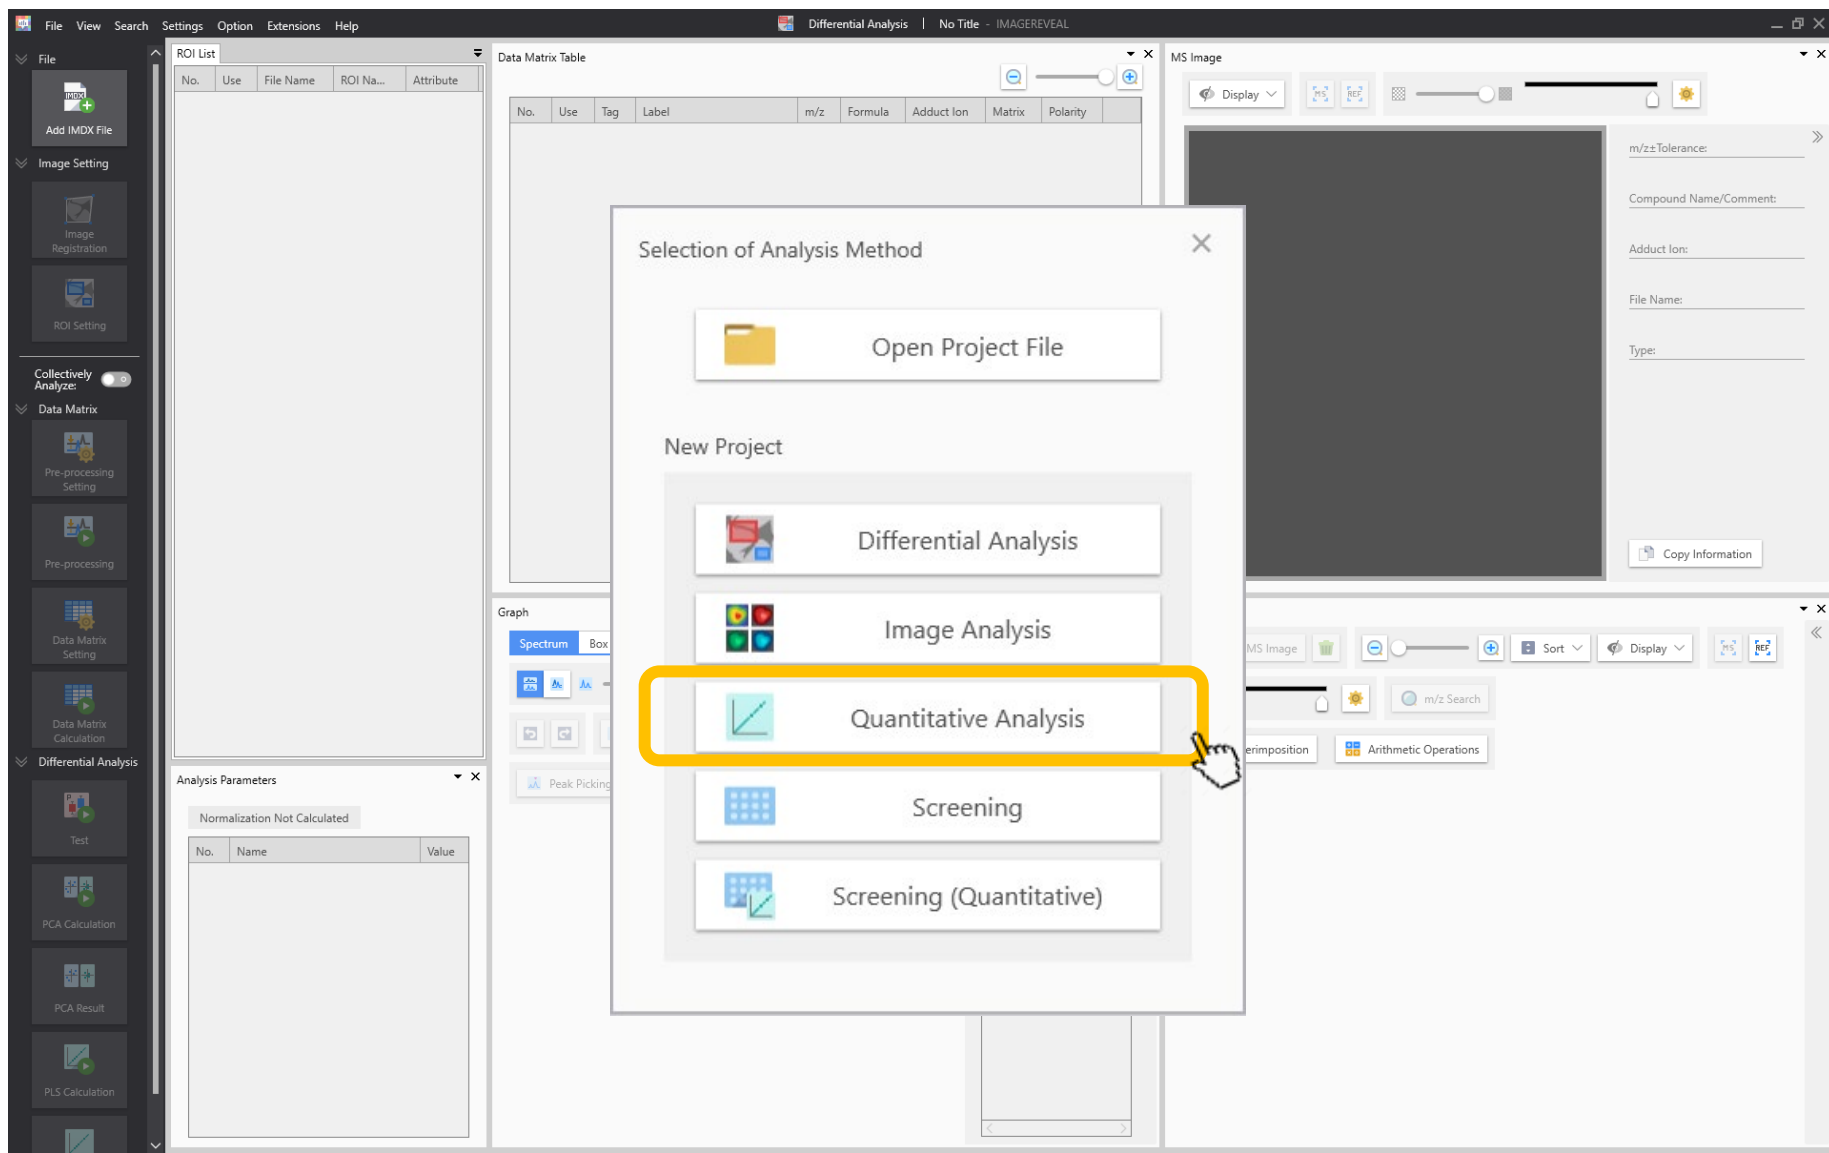 File View Search Settings Option Extensions Help
Differential Analysis | No Title - IMAGEREVEAL
File
IMDX
Add IMDX File
Image Setting
Image
Registration
ROI Setting
Collectively
Analyze:
Data Matrix
Pre-processing
Setting
Pre-processing
Data Matrix
Setting
Data Matrix
Calculation
Differential Analysis
Test
PCA Calculation
PCA Result
PLS Calculation
ROI List
No. Use File Name ROI Na... Attribute
Analysis Parameters
Normalization Not Calculated
No. Name Value
Data Matrix Table
No. Use Tag Label m/z Formula Adduct Ion Matrix Polarity
Graph
Spectrum Box
Peak Picking
MS Image
Display MS REF
m/z±Tolerance:
Compound Name/Comment:
Adduct Ion:
File Name:
Type:
Copy Information
MS Image Sort Display MS REF
m/z Search
erimposition Arithmetic Operations
Selection of Analysis Method
Open Project File
New Project
Differential Analysis
Image Analysis
Quantitative Analysis
Screening
Screening (Quantitative)